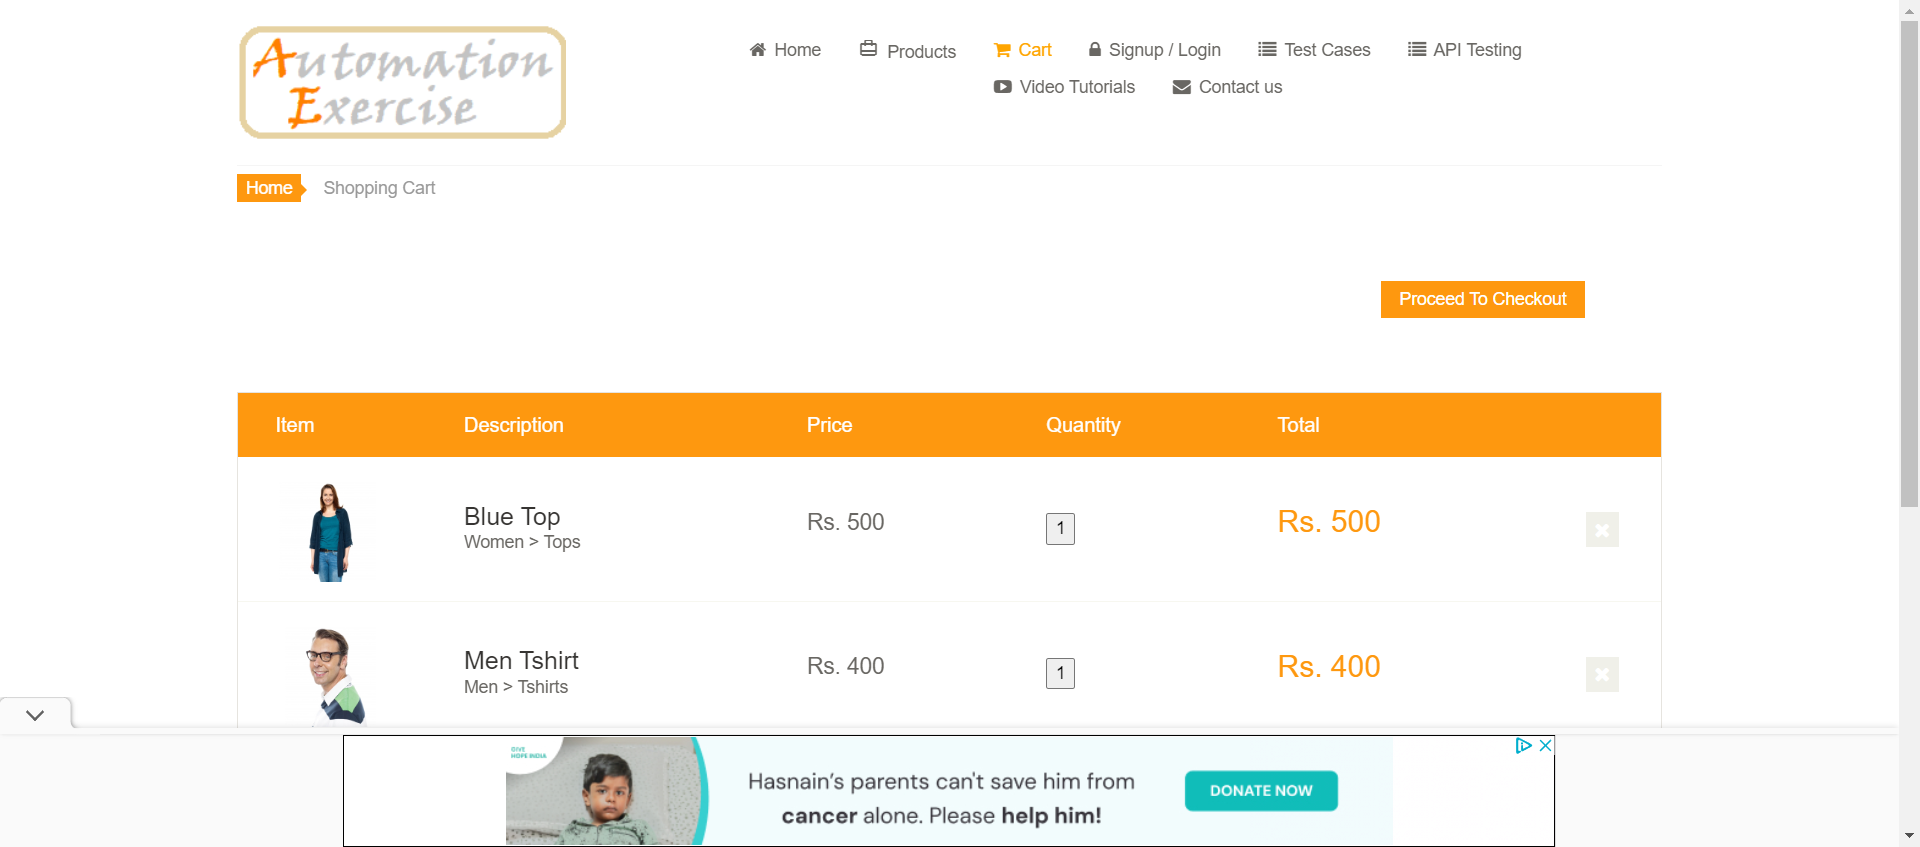 Automation
Exercise
Home
Products
Cart
Signup / Login
Test Cases
API Testing
Video Tutorials
Contact us
Home
Shopping Cart
Proceed To Checkout
Item Description Price Quantity Total
Blue Top
Women > Tops
Rs. 500
1
Rs. 500
Men Tshirt
Men > Tshirts
Rs. 400
1
Rs. 400
GIVE
HOPE INDIA
Hasnain's parents can't save him from
cancer alone. Please help him!
DONATE NOW